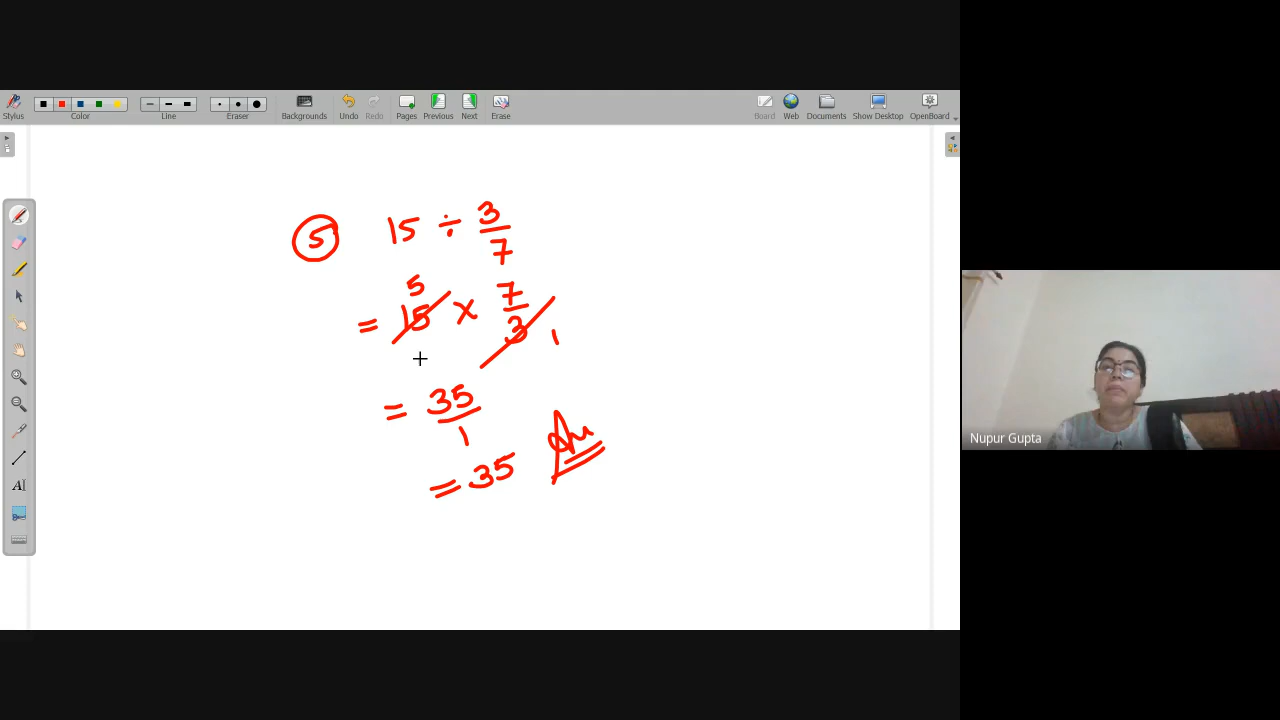 Stylus Color Line Eraser Backgrounds Undo Redo Pages Previous Next Erase Board Web Documents Show Desktop OpenBoard
⑤ 15 ÷ 3/7
5
= 15 × 7/3 1
= 35/1
= 35 Ans
AI
Nupur Gupta